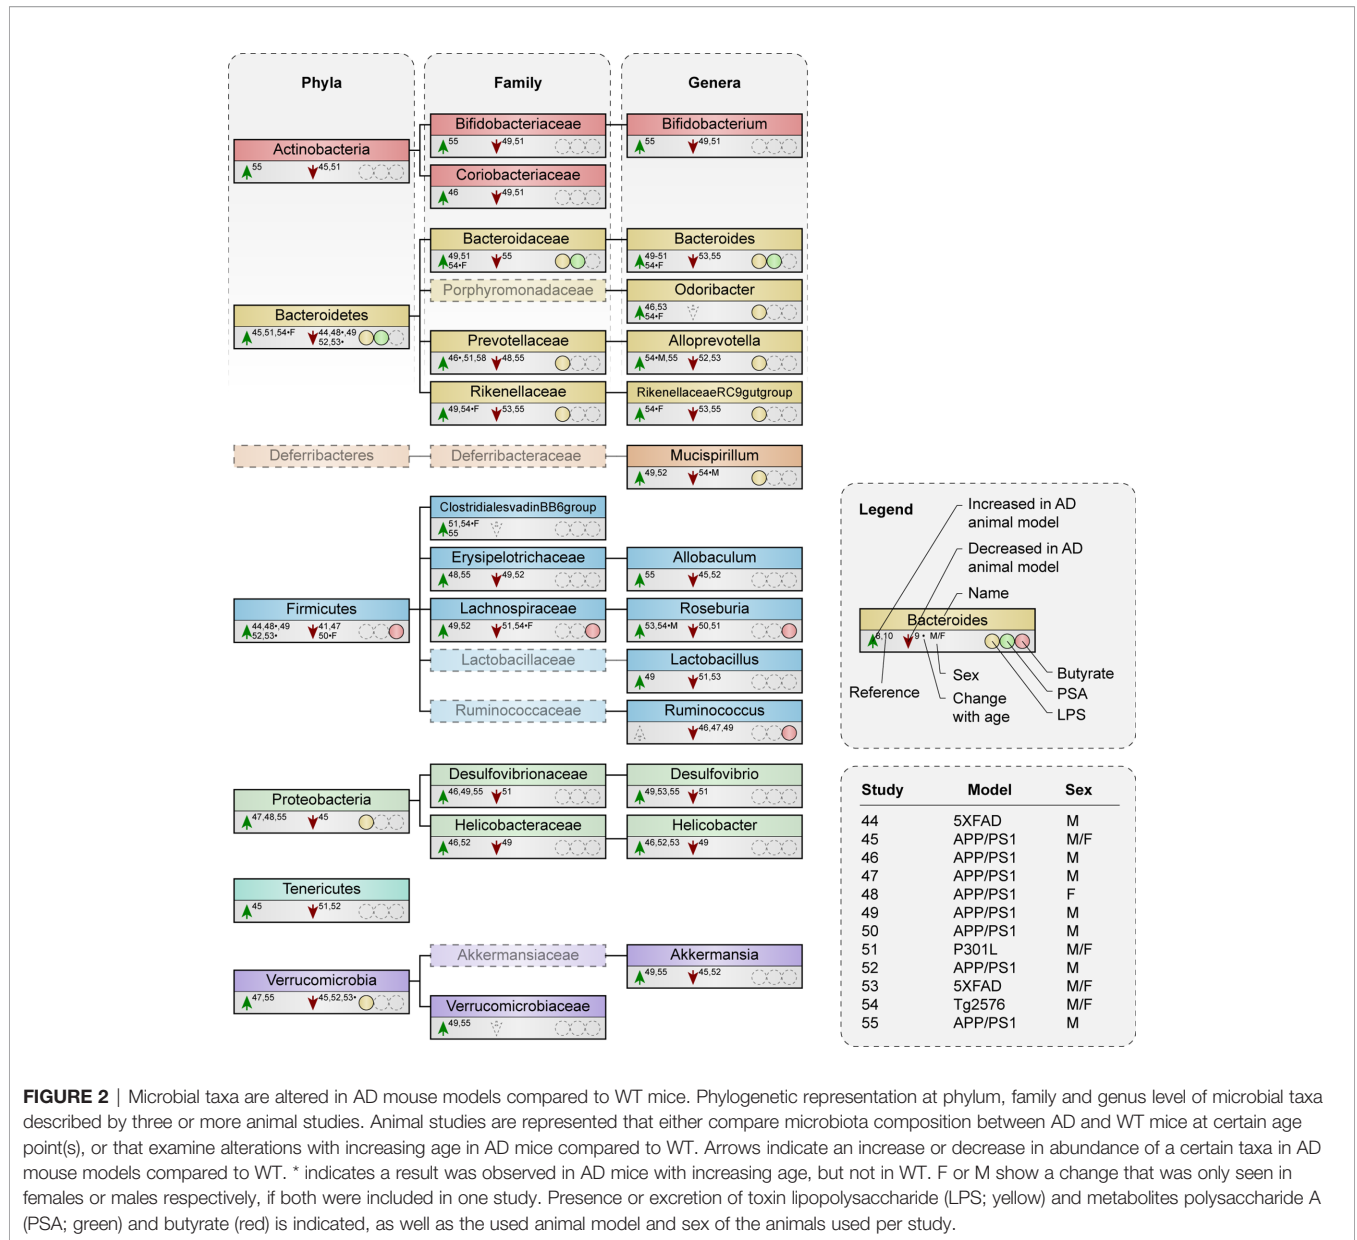 Phyla
Family
Genera
Actinobacteria
55
45,51
Bifidobacteriaceae
55
49,51
Bifidobacterium
55
49,51
Coriobacteriaceae
46
49,51
Bacteroidetes
45,51,54•F
44,48•,49
52,53•
Bacteroidaceae
49,51
54•F
55
Bacteroides
49-51
54•F
53,55
Porphyromonadaceae
Odoribacter
46,53
54•F
Prevotellaceae
46•,51,58
48,55
Alloprevotella
54•M,55
52,53
Rikenellaceae
49,54•F
53,55
RikenellaceaeRC9gutgroup
54•F
53,55
Deferribacteres
Deferribacteraceae
Mucispirillum
49,52
54•M
Firmicutes
44,48•,49
52,53•
41,47
50•F
ClostridialesvadinBB6group
51,54•F
55
Erysipelotrichaceae
48,55
49,52
Allobaculum
55
45,52
Lachnospiraceae
49,52
51,54•F
Roseburia
53,54•M
50,51
Lactobacillaceae
Lactobacillus
49
51,53
Ruminococcaceae
Ruminococcus
46,47,49
Proteobacteria
47,48,55
45
Desulfovibrionaceae
46,49,55
51
Desulfovibrio
49,53,55
51
Helicobacteraceae
46,52
49
Helicobacter
46,52,53
49
Tenericutes
45
51,52
Verrucomicrobia
47,55
45,52,53•
Akkermansiaceae
Akkermansia
49,55
45,52
Verrucomicrobiaceae
49,55
Legend
Increased in AD
animal model
Decreased in AD
animal model
Name
Bacteroides
8,10
9 • M/F
Sex
Reference
Change
with age
Butyrate
PSA
LPS
Study Model Sex
44 5XFAD M
45 APP/PS1 M/F
46 APP/PS1 M
47 APP/PS1 M
48 APP/PS1 F
49 APP/PS1 M
50 APP/PS1 M
51 P301L M/F
52 APP/PS1 M
53 5XFAD M/F
54 Tg2576 M/F
55 APP/PS1 M
FIGURE 2 | Microbial taxa are altered in AD mouse models compared to WT mice. Phylogenetic representation at phylum, family and genus level of microbial taxa
described by three or more animal studies. Animal studies are represented that either compare microbiota composition between AD and WT mice at certain age
point(s), or that examine alterations with increasing age in AD mice compared to WT. Arrows indicate an increase or decrease in abundance of a certain taxa in AD
mouse models compared to WT. * indicates a result was observed in AD mice with increasing age, but not in WT. F or M show a change that was only seen in
females or males respectively, if both were included in one study. Presence or excretion of toxin lipopolysaccharide (LPS; yellow) and metabolites polysaccharide A
(PSA; green) and butyrate (red) is indicated, as well as the used animal model and sex of the animals used per study.